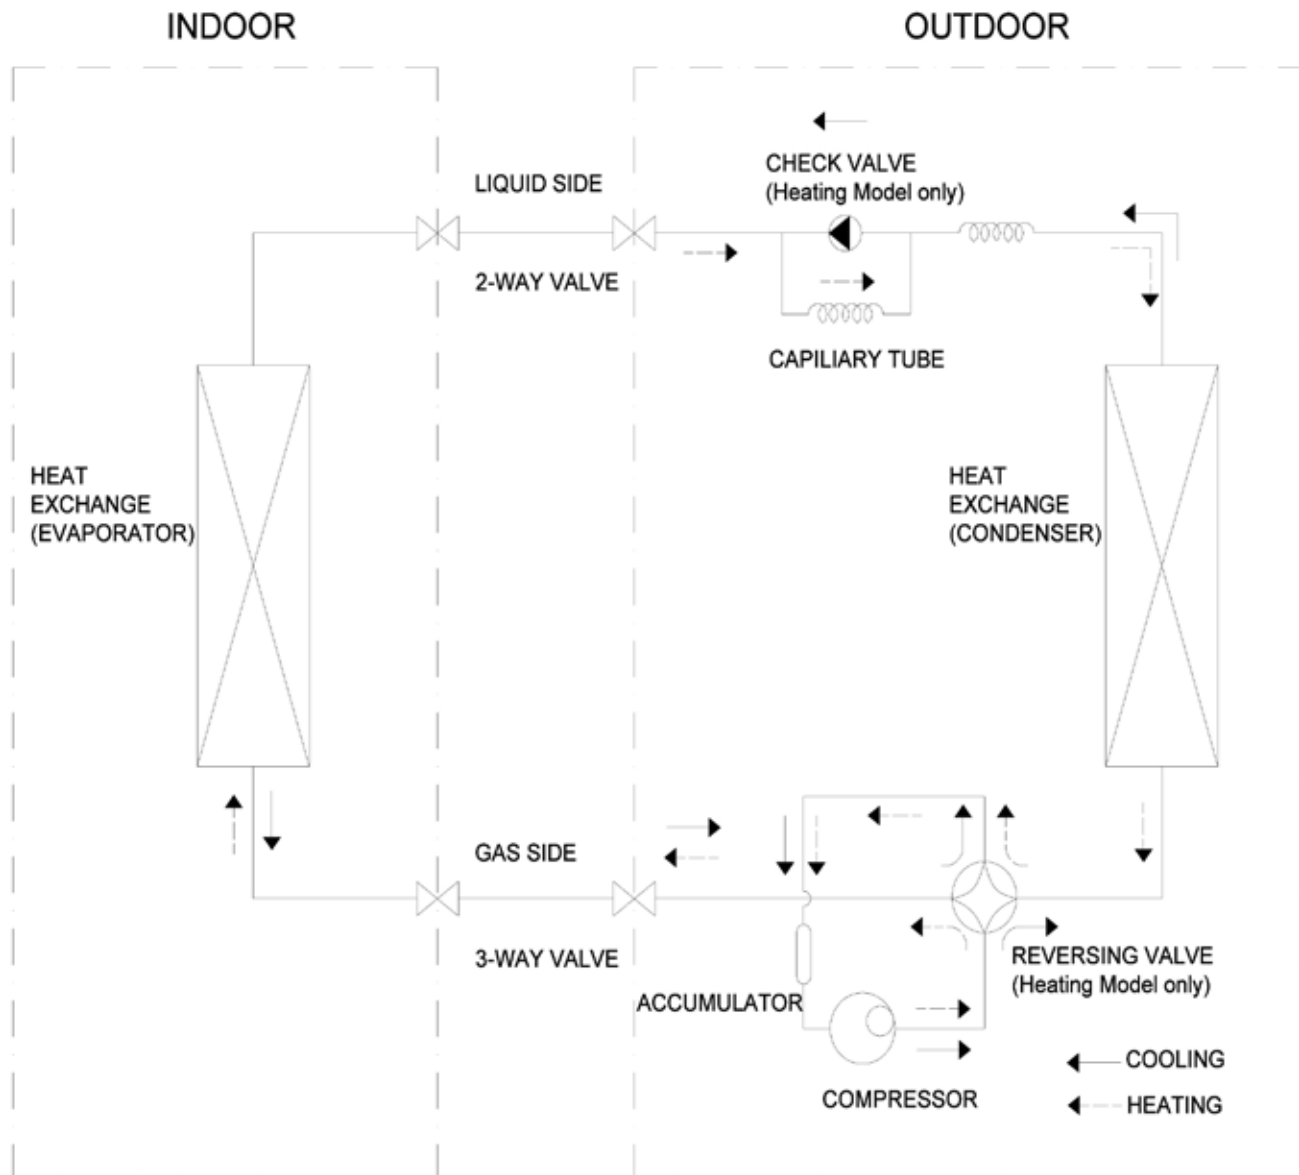 INDOOR
OUTDOOR
CHECK VALVE
(Heating Model only)
LIQUID SIDE
2-WAY VALVE
CAPILIARY TUBE
HEAT
EXCHANGE
(EVAPORATOR)
HEAT
EXCHANGE
(CONDENSER)
GAS SIDE
3-WAY VALVE
REVERSING VALVE
(Heating Model only)
ACCUMULATOR
COMPRESSOR
COOLING
HEATING